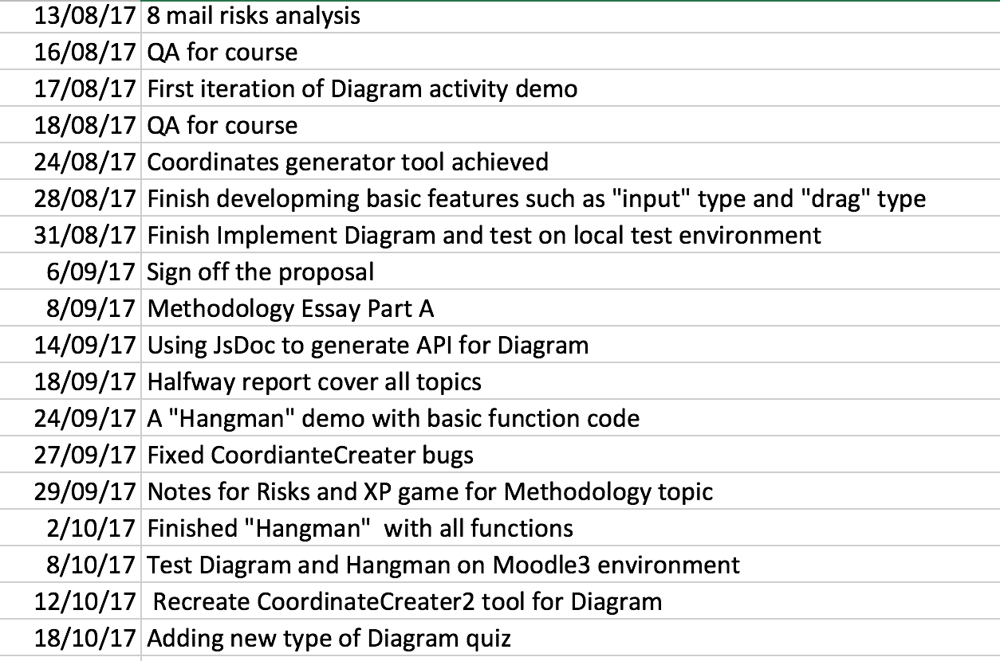 13/08/17 8 mail risks analysis
16/08/17 QA for course
17/08/17 First iteration of Diagram activity demo
18/08/17 QA for course
24/08/17 Coordinates generator tool achieved
28/08/17 Finish developming basic features such as "input" type and "drag" type
31/08/17 Finish Implement Diagram and test on local test environment
6/09/17 Sign off the proposal
8/09/17 Methodology Essay Part A
14/09/17 Using JsDoc to generate API for Diagram
18/09/17 Halfway report cover all topics
24/09/17 A "Hangman" demo with basic function code
27/09/17 Fixed CoordianteCreater bugs
29/09/17 Notes for Risks and XP game for Methodology topic
2/10/17 Finished "Hangman"  with all functions
8/10/17 Test Diagram and Hangman on Moodle3 environment
12/10/17 Recreate CoordinateCreater2 tool for Diagram
18/10/17 Adding new type of Diagram quiz